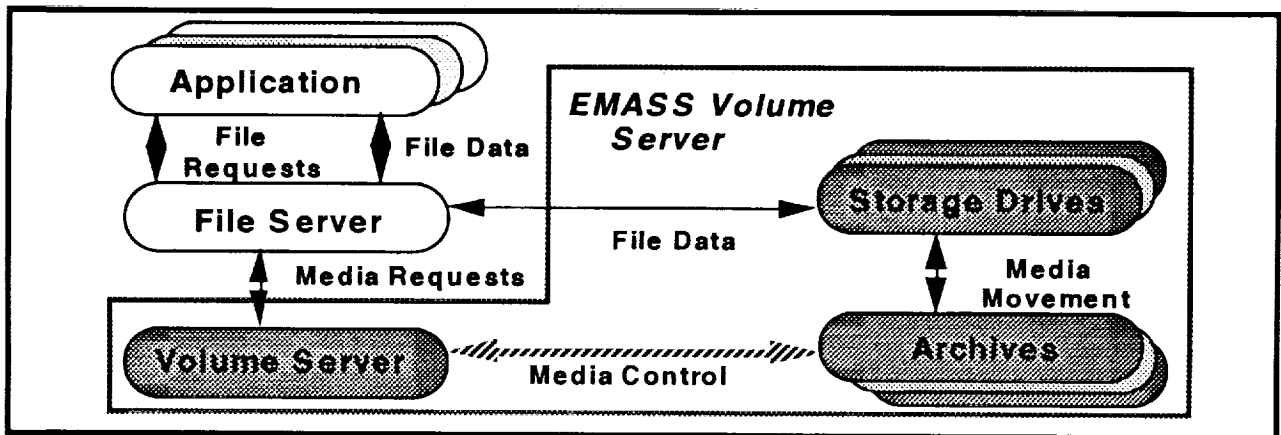 Application
EMASS Volume
Server
File
Requests
File Data
Storage Drives
File Server
File Data
Media Requests
Media
Movement
Volume Server
Archives
Media Control